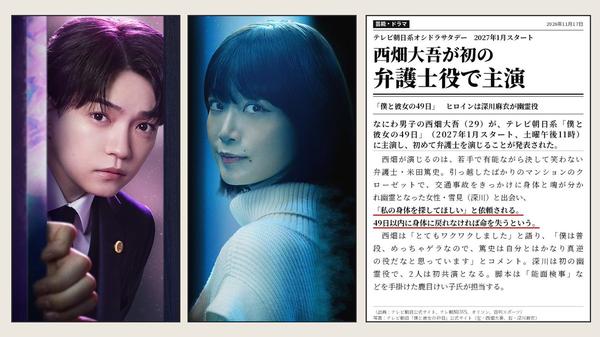 芸能・ドラマ
2026年11月17日
テレビ朝日系オシドラサタデー　2027年1月スタート
西畑大吾が初の
弁護士役で主演
「僕と彼女の49日」　ヒロインは深川麻衣が幽霊役
なにわ男子の西畑大吾（29）が、テレビ朝日系「僕と
彼女の49日」（2027年1月スタート、土曜午後11時）
に主演し、初めて弁護士を演じることが発表された。
西畑が演じるのは、若手で有能ながら決して笑わない
弁護士・米田篤史。引っ越したばかりのマンションのク
ローゼットで、交通事故をきっかけに身体と魂が分か
れ幽霊となった女性・雪見（深川）と出会い、
「私の身体を探してほしい」と依頼される。
49日以内に身体に戻れなければ命を失うという。
西畑は「とてもワクワクしました」と語り、「僕は普
段、めっちゃゲラなので、篤史は自分とはかなり真逆
の役だなと思っています」とコメント。深川は初の幽
霊役で、2人は初共演となる。脚本は「能面検事」な
どを手掛けた鹿目けい子氏が担当する。